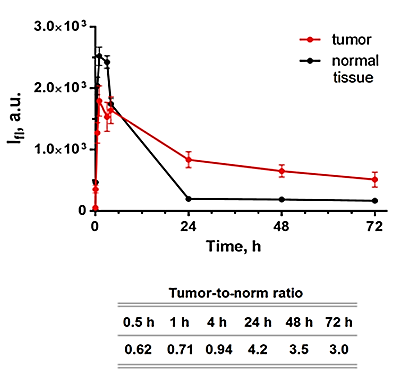 3.0×10³
2.0×10³
1.0×10³
0
I_fl, a.u.
tumor
normal
tissue
0 24 48 72
Time, h
Tumor-to-norm ratio
0.5 h 1 h 4 h 24 h 48 h 72 h
0.62 0.71 0.94 4.2 3.5 3.0